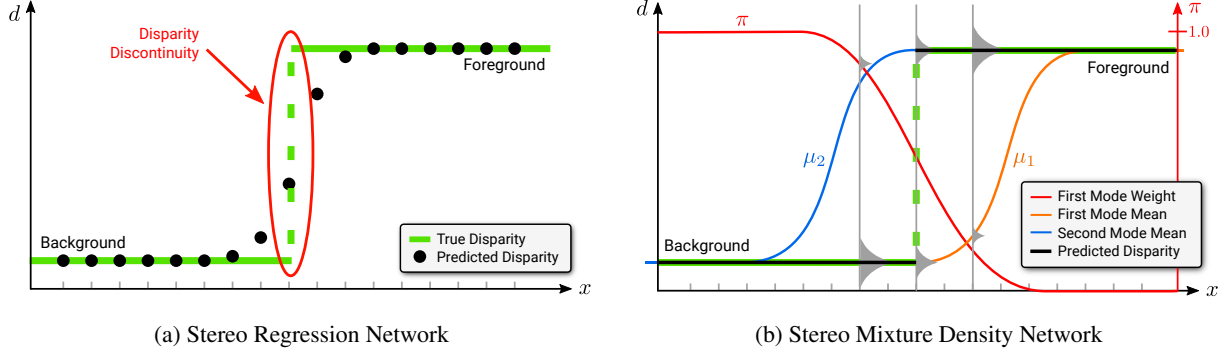 d
Disparity
Discontinuity
Foreground
Background
True Disparity
Predicted Disparity
x
(a) Stereo Regression Network
d
π
π
1.0
Foreground
μ2
μ1
First Mode Weight
First Mode Mean
Second Mode Mean
Predicted Disparity
Background
x
(b) Stereo Mixture Density Network